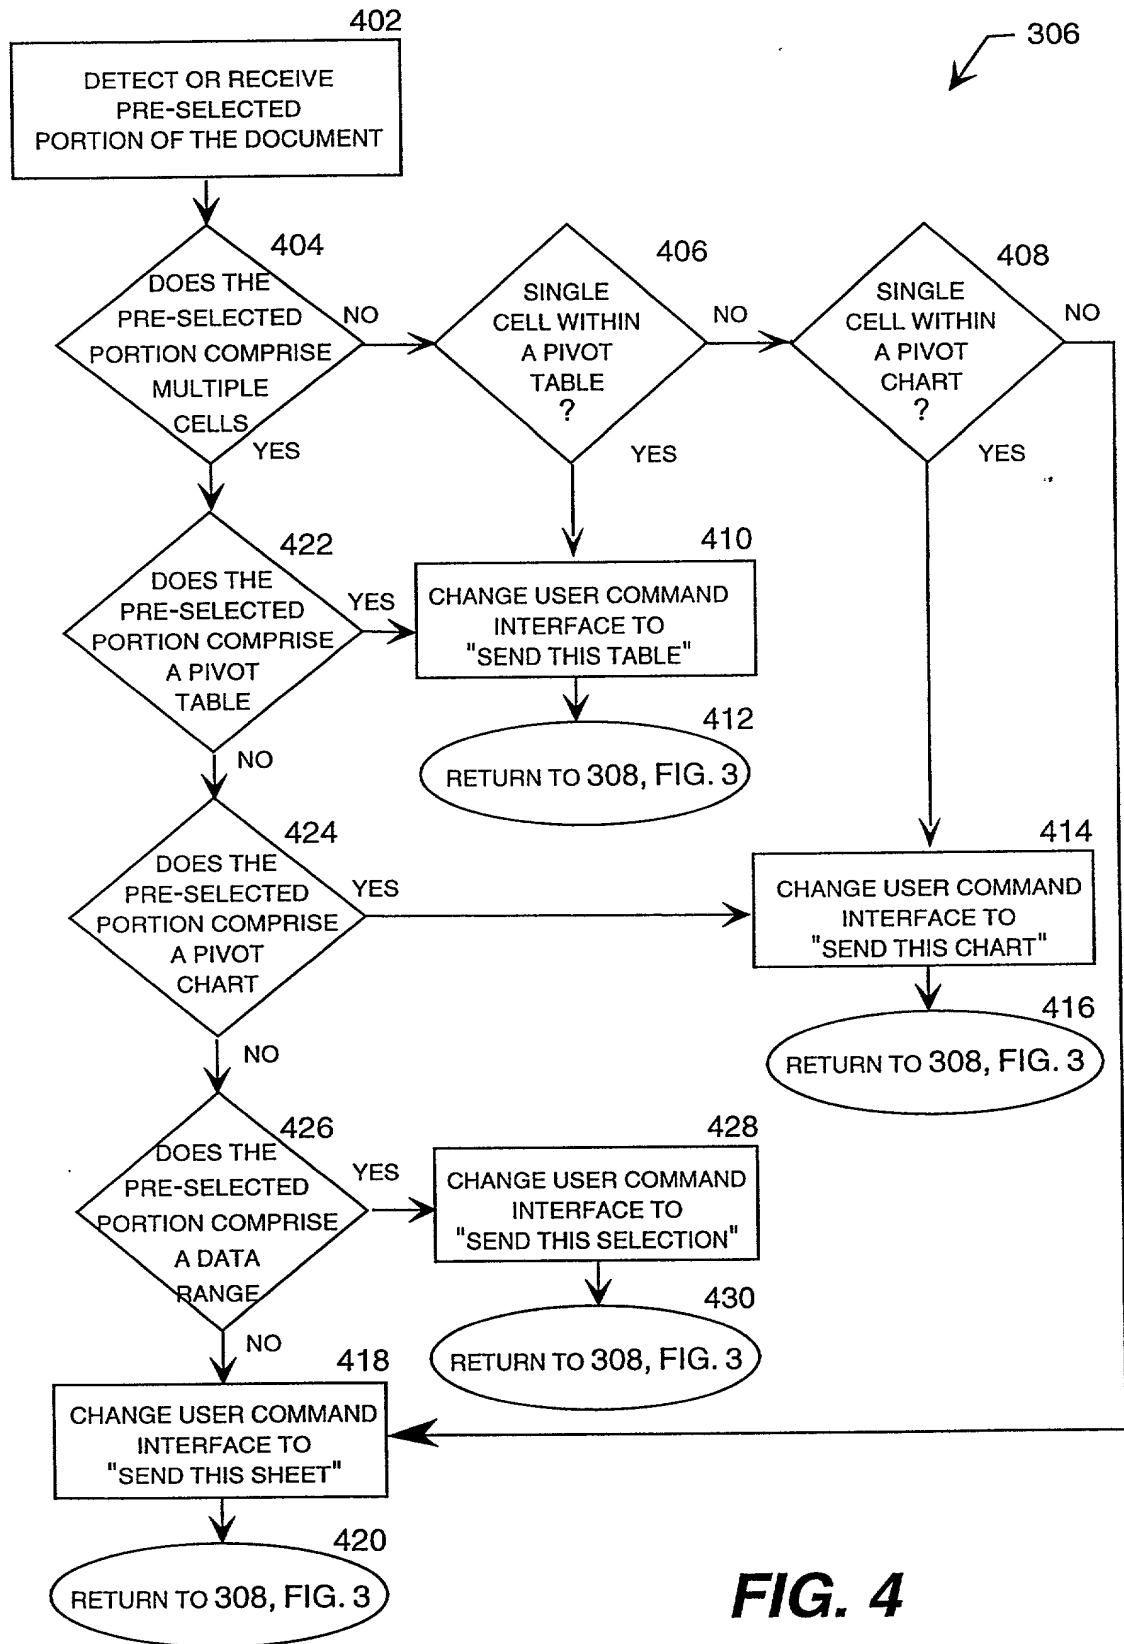 402
306
DETECT OR RECEIVE
PRE-SELECTED
PORTION OF THE DOCUMENT
404
DOES THE
PRE-SELECTED
PORTION COMPRISE
MULTIPLE
CELLS
NO
YES
406
SINGLE
CELL WITHIN
A PIVOT
TABLE
?
NO
YES
408
SINGLE
CELL WITHIN
A PIVOT
CHART
?
NO
YES
422
DOES THE
PRE-SELECTED
PORTION COMPRISE
A PIVOT
TABLE
YES
NO
410
CHANGE USER COMMAND
INTERFACE TO
"SEND THIS TABLE"
412
RETURN TO 308, FIG. 3
424
DOES THE
PRE-SELECTED
PORTION COMPRISE
A PIVOT
CHART
YES
NO
414
CHANGE USER COMMAND
INTERFACE TO
"SEND THIS CHART"
416
RETURN TO 308, FIG. 3
426
DOES THE
PRE-SELECTED
PORTION COMPRISE
A DATA
RANGE
YES
NO
428
CHANGE USER COMMAND
INTERFACE TO
"SEND THIS SELECTION"
430
RETURN TO 308, FIG. 3
418
CHANGE USER COMMAND
INTERFACE TO
"SEND THIS SHEET"
420
RETURN TO 308, FIG. 3
FIG. 4